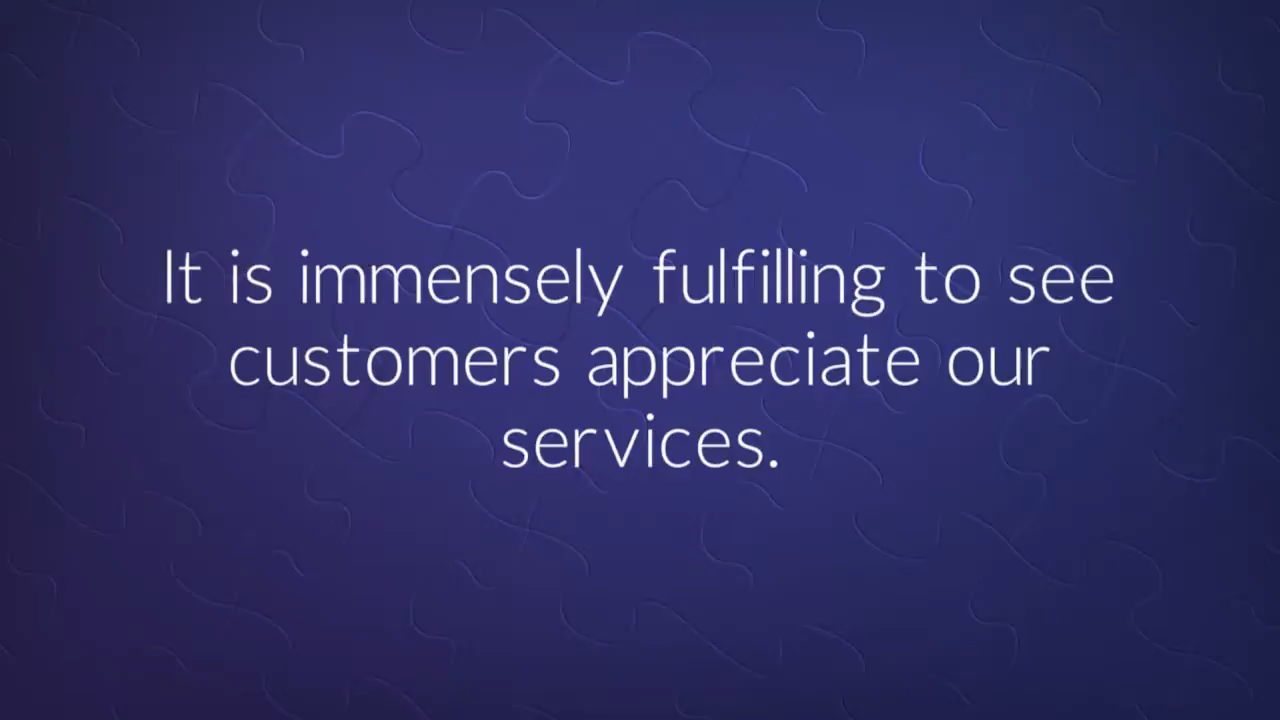 It is immensely fulfilling to see
customers appreciate our
services.